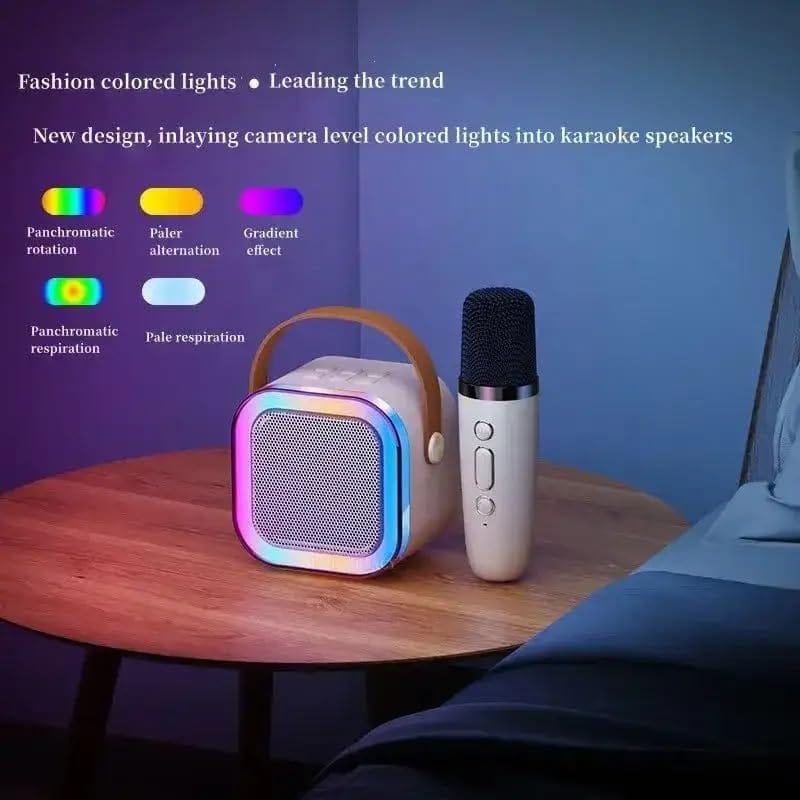 Fashion colored lights • Leading the trend
New design, inlaying camera level colored lights into karaoke speakers
Panchromatic
rotation
Paler
alternation
Gradient
effect
Panchromatic
respiration
Pale respiration